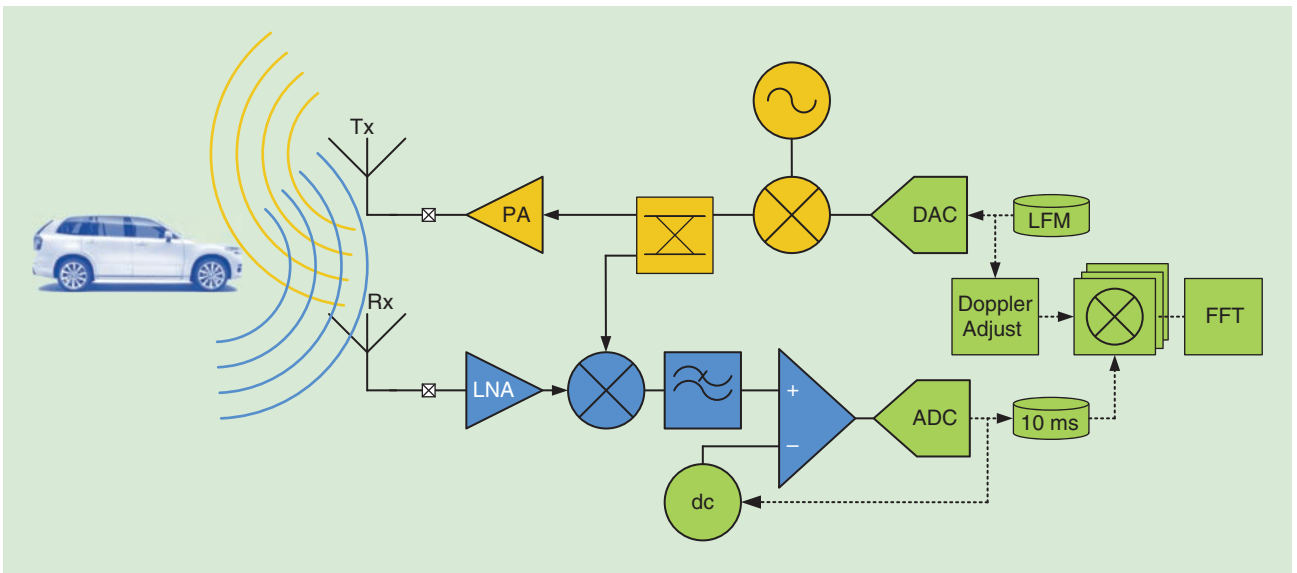 Tx
PA
DAC
LFM
Doppler
Adjust
FFT
Rx
LNA
+
−
ADC
10 ms
dc